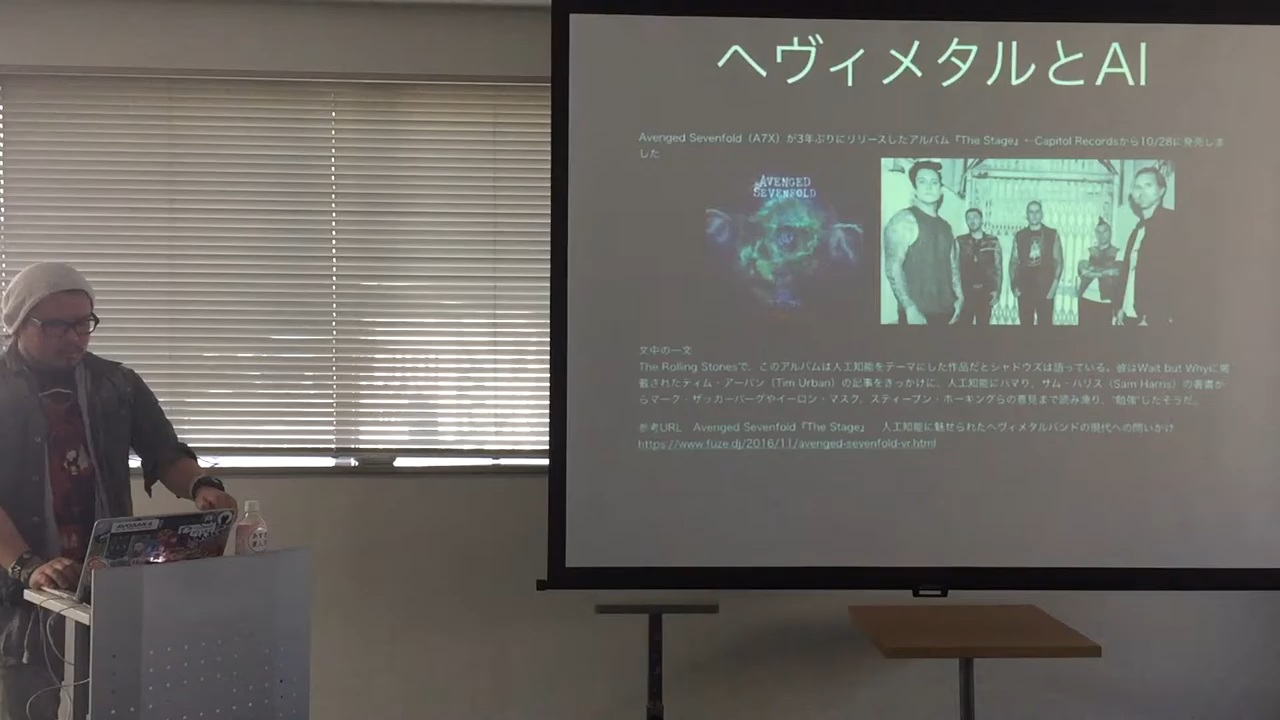 ヘヴィメタルとAI
Avenged Sevenfold（A7X）が3年ぶりにリリースしたアルバム『The Stage』←Capitol Recordsから10/28に発売しま
した
AVENGED
SEVENFOLD
文中の一文
The Rolling Stonesで、このアルバムは人工知能をテーマにした作品だとシャドウズは語っている。彼はWait but Whyに掲
載されたティム・アーバン（Tim Urban）の記事をきっかけに、人工知能にハマり、サム・ハリス（Sam Harris）の著書か
らマーク・ザッカーバーグやイーロン・マスク、スティーブン・ホーキングらの意見まで読み漁り、"勉強"したそうだ。
参考URL　Avenged Sevenfold『The Stage』　人工知能に魅せられたヘヴィメタルバンドの現代への問いかけ
https://www.fuze.dj/2016/11/avenged-sevenfold-vr.html